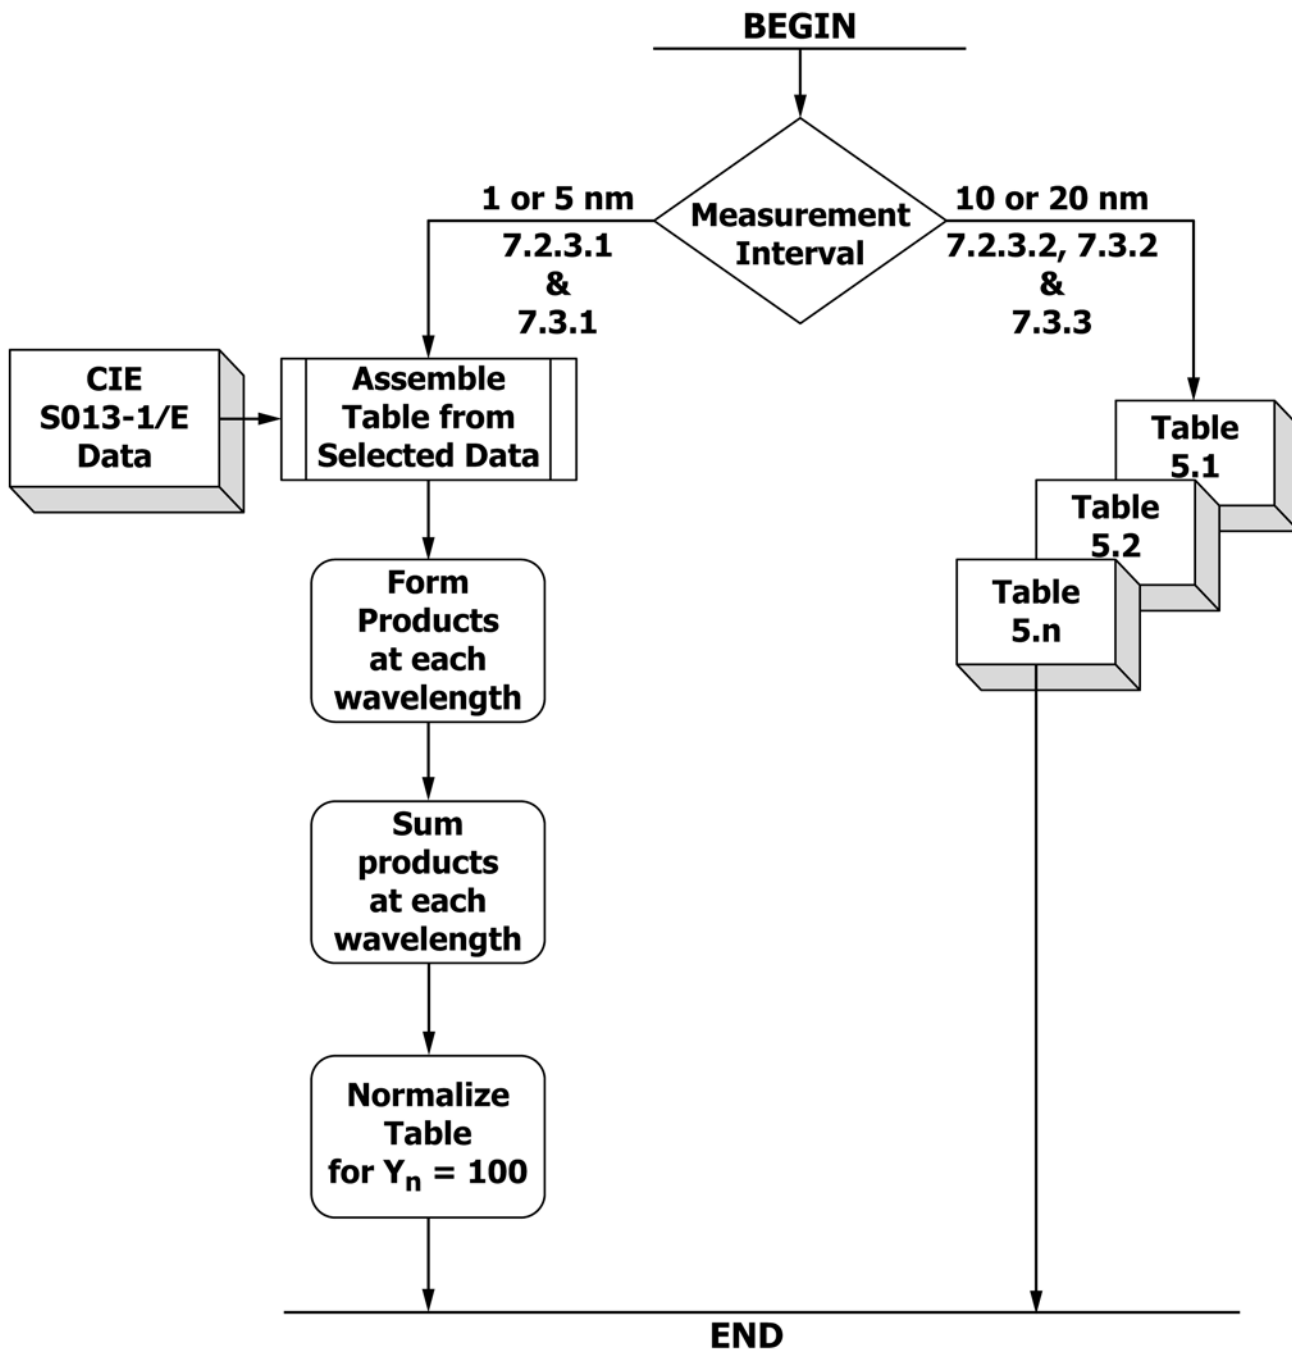 BEGIN
Measurement
Interval
1 or 5 nm
7.2.3.1
&
7.3.1
10 or 20 nm
7.2.3.2, 7.3.2
&
7.3.3
CIE
S013-1/E
Data
Assemble
Table from
Selected Data
Form
Products
at each
wavelength
Sum
products
at each
wavelength
Normalize
Table
for Yn = 100
Table
5.1
Table
5.2
Table
5.n
END